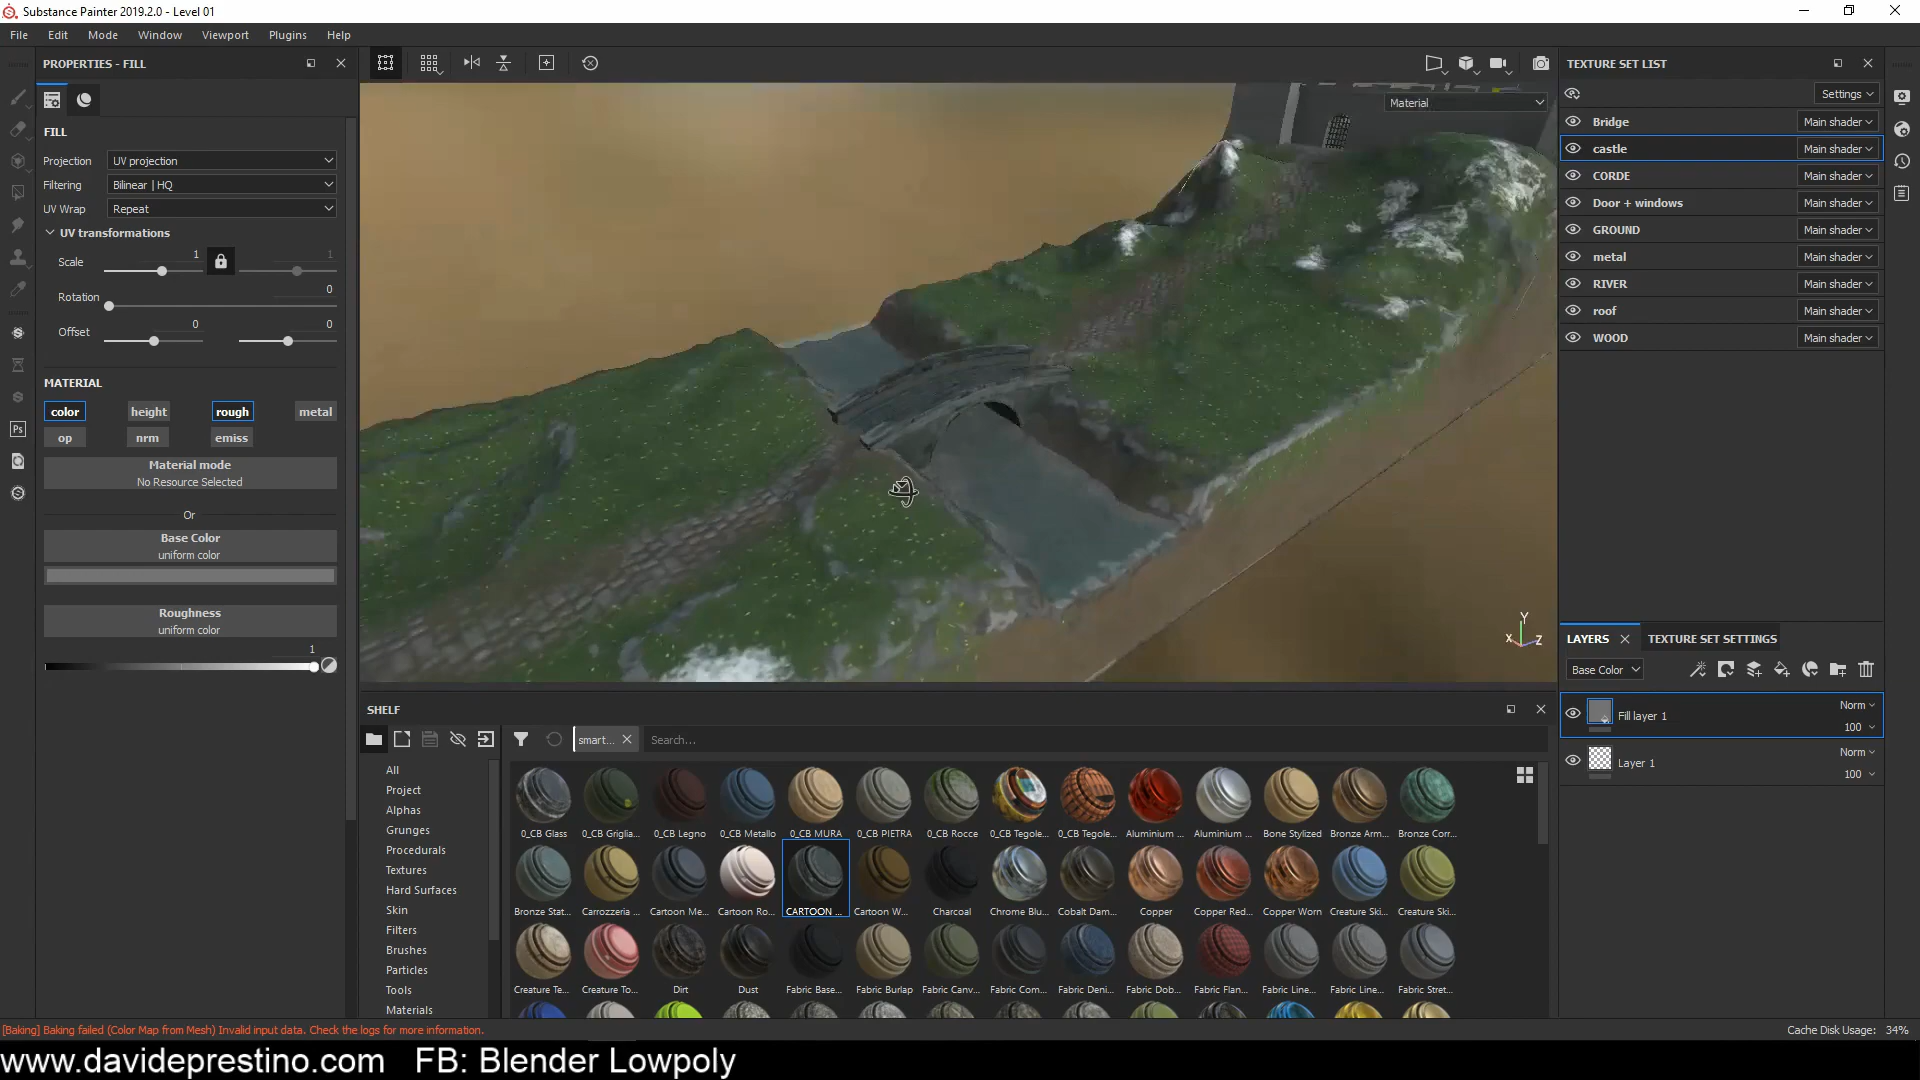 Substance Painter 2019.2.0 - Level 01
File Edit Mode Window Viewport Plugins Help
PROPERTIES - FILL
FILL
Projection UV projection
Filtering Bilinear | HQ
UV Wrap Repeat
UV transformations
Scale 1 1
Rotation 0
Offset 0 0
MATERIAL
color height rough metal
op nrm emiss
Material mode
No Resource Selected
Or
Base Color
uniform color
Roughness
uniform color
1
Material
X Y Z
TEXTURE SET LIST
Settings
Bridge Main shader
castle Main shader
CORDE Main shader
Door + windows Main shader
GROUND Main shader
metal Main shader
RIVER Main shader
roof Main shader
WOOD Main shader
LAYERS TEXTURE SET SETTINGS
Base Color
Fill layer 1 Norm 100
Layer 1 Norm 100
Ps
SHELF
smart... Search...
All
Project
Alphas
Grunges
Procedurals
Textures
Hard Surfaces
Skin
Filters
Brushes
Particles
Tools
Materials
0_CB Glass 0_CB Griglia... 0_CB Legno 0_CB Metallo 0_CB MURA 0_CB PIETRA 0_CB Rocce 0_CB Tegole... 0_CB Tegole... Aluminium ... Aluminium ... Bone Stylized Bronze Arm... Bronze Corr...
Bronze Stat... Carrozzeria ... Cartoon Me... Cartoon Ro... CARTOON ... Cartoon W... Charcoal Chrome Blu... Cobalt Dam... Copper Copper Red... Copper Worn Creature Ski... Creature Ski...
Creature Te... Creature To... Dirt Dust Fabric Base... Fabric Burlap Fabric Canv... Fabric Com... Fabric Deni... Fabric Dob... Fabric Flan... Fabric Line... Fabric Line... Fabric Stret...
[Baking] Baking failed (Color Map from Mesh) Invalid input data. Check the logs for more information.
Cache Disk Usage: 34%
www.davideprestino.com FB: Blender Lowpoly